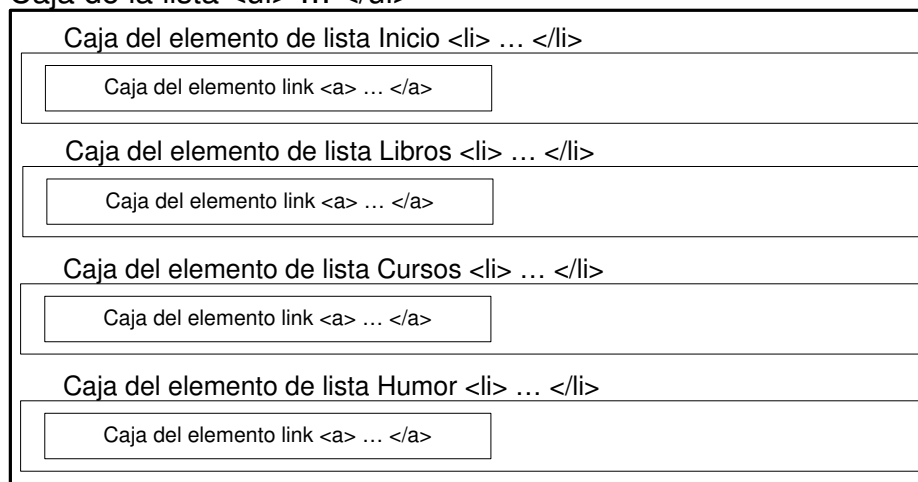 Caja de la lista <ul> … </ul>
Caja del elemento de lista Inicio <li> … </li>
Caja del elemento link <a> … </a>
Caja del elemento de lista Libros <li> … </li>
Caja del elemento link <a> … </a>
Caja del elemento de lista Cursos <li> … </li>
Caja del elemento link <a> … </a>
Caja del elemento de lista Humor <li> … </li>
Caja del elemento link <a> … </a>